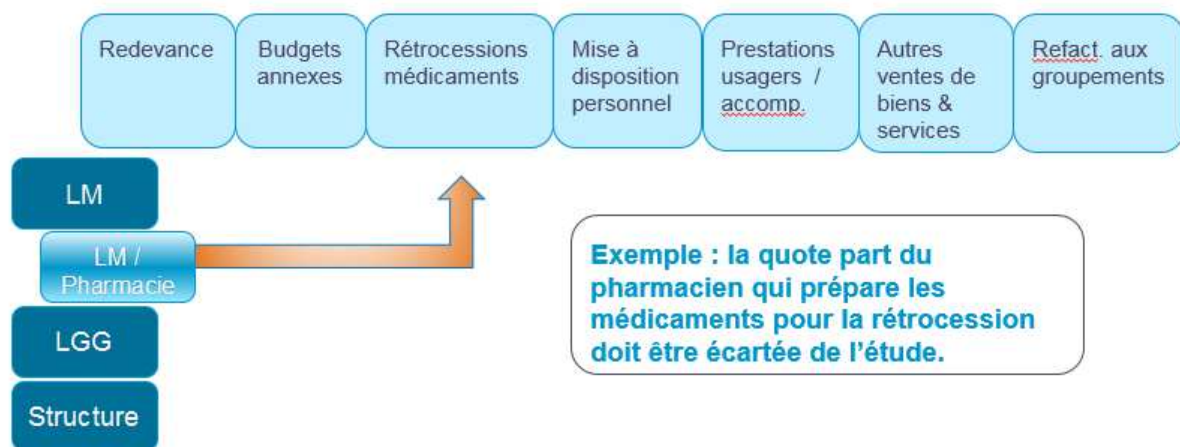 Redevance
Budgets
annexes
Rétrocessions
médicaments
Mise à
disposition
personnel
Prestations
usagers /
accomp.
Autres
ventes de
biens &
services
Refact. aux
groupements
LM
LM /
Pharmacie
LGG
Structure
Exemple : la quote part du
pharmacien qui prépare les
médicaments pour la rétrocession
doit être écartée de l’étude.